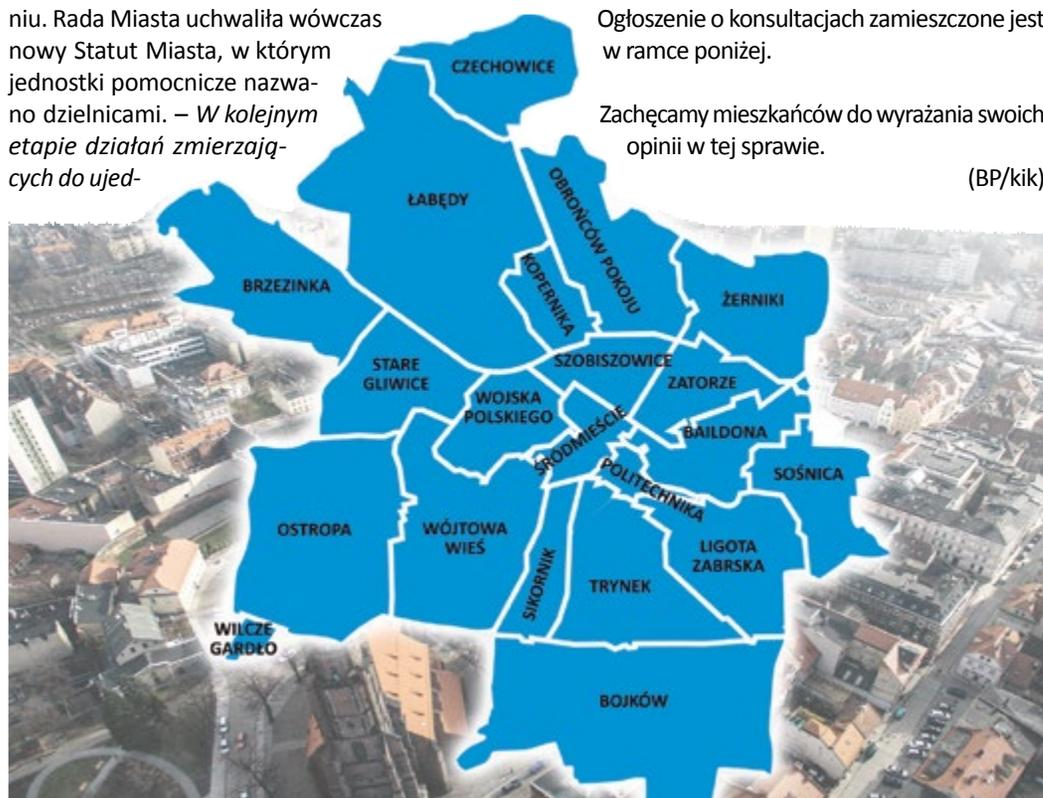 niu. Rada Miasta uchwaliła wówczas
nowy Statut Miasta, w którym
jednostki pomocnicze nazwa-
no dzielnicami. – W kolejnym
etapie działań zmierzają-
cych do ujed-
Ogłoszenie o konsultacjach zamieszczone jest
w ramce poniżej.
Zachęcamy mieszkańców do wyrażania swoich
opinii w tej sprawie.
(BP/kik)
CZECHOWICE
ŁABĘDY
OBROŃCÓW POKOJU
KOPERNIKA
BRZEZINKA
ŻERNIKI
STARE
GLIWICE
SZOBISZOWICE
ZATORZE
WOJSKA
POLSKIEGO
ŚRÓDMIEŚCIE
BAILDONA
POLITECHNIKA
SOŚNICA
OSTROPA
WÓJTOWA
WIEŚ
SIKORNIK
TRYNEK
LIGOTA
ZABRSKA
WILCZE
GARDŁO
BOJKÓW